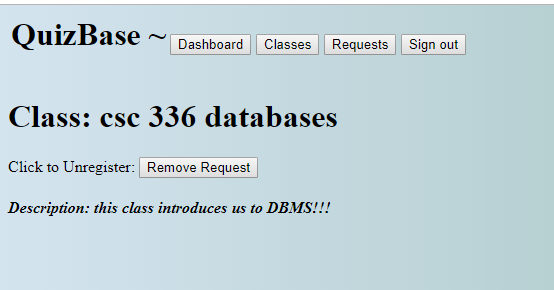 QuizBase ~ Dashboard Classes Requests Sign out
Class: csc 336 databases
Click to Unregister: Remove Request
Description: this class introduces us to DBMS!!!